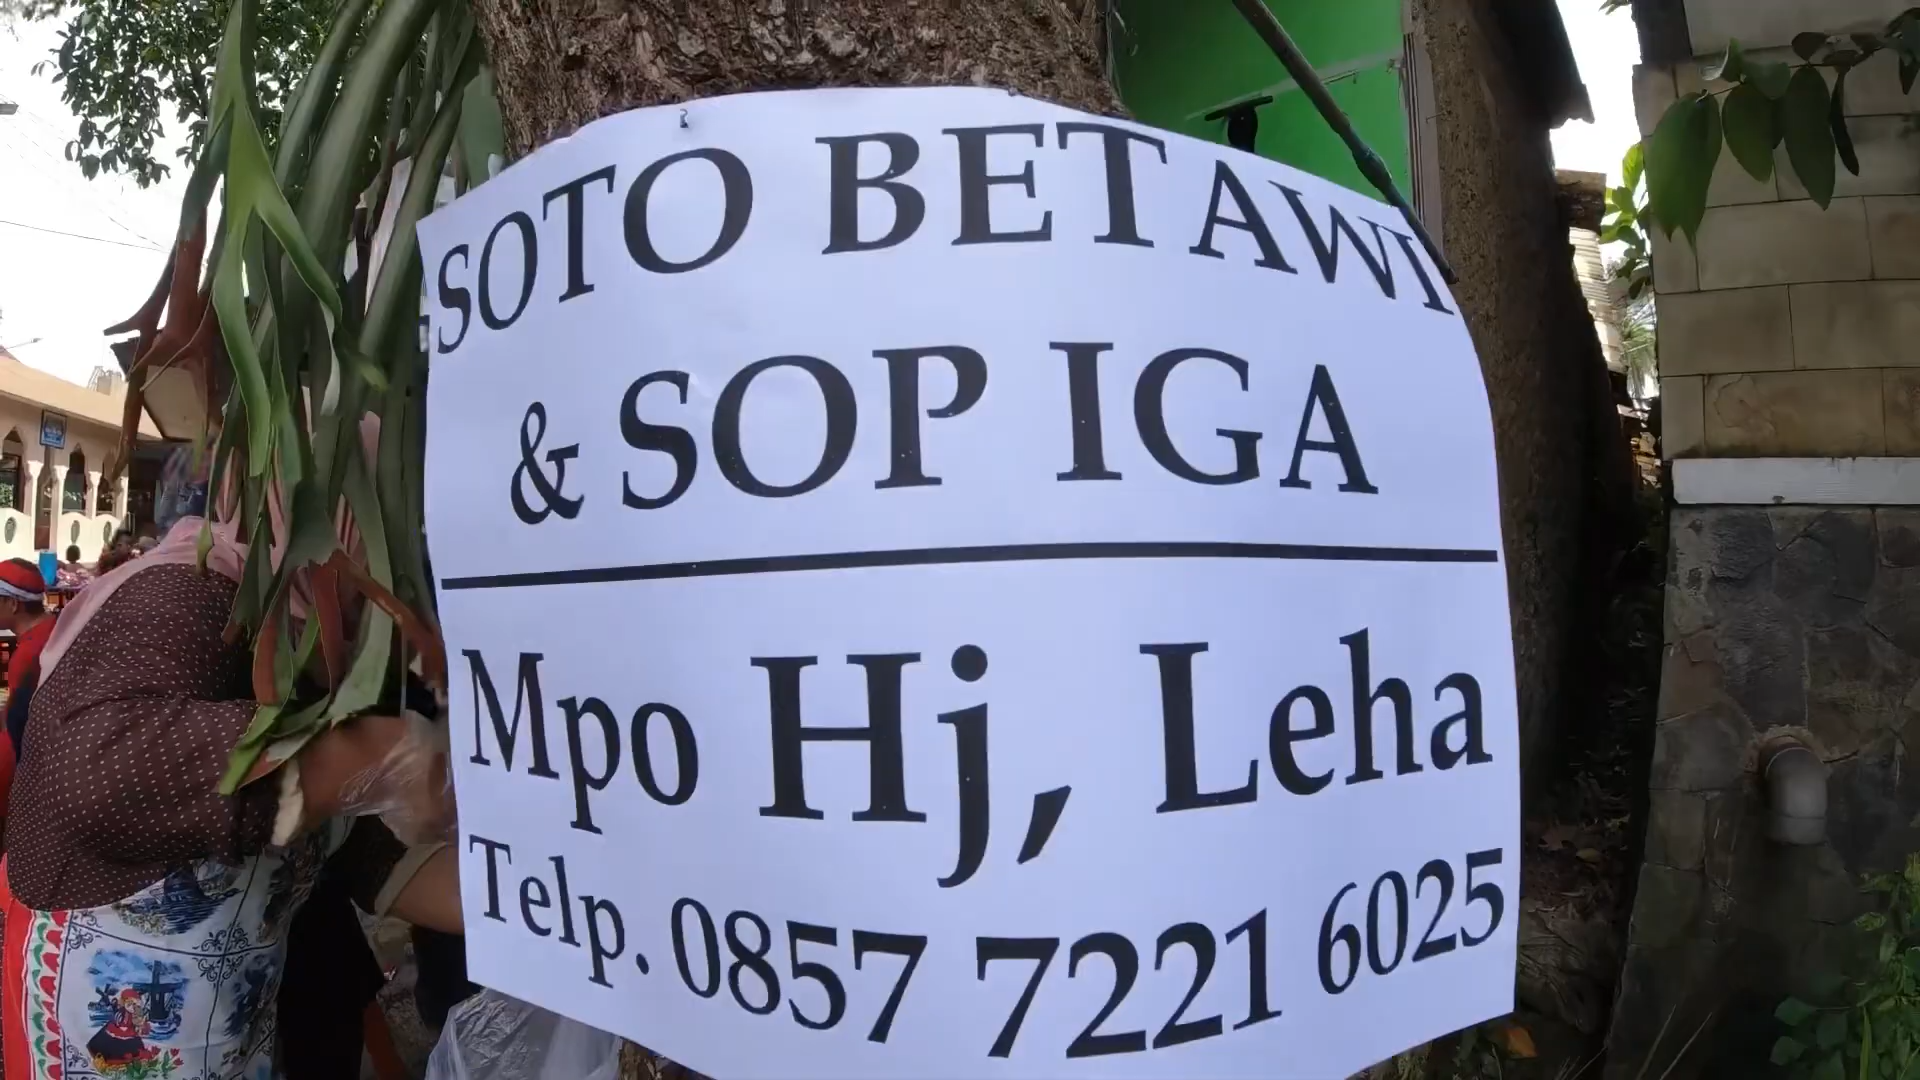 SOTO BETAWI
& SOP IGA
Mpo Hj, Leha
Telp. 0857 7221 6025